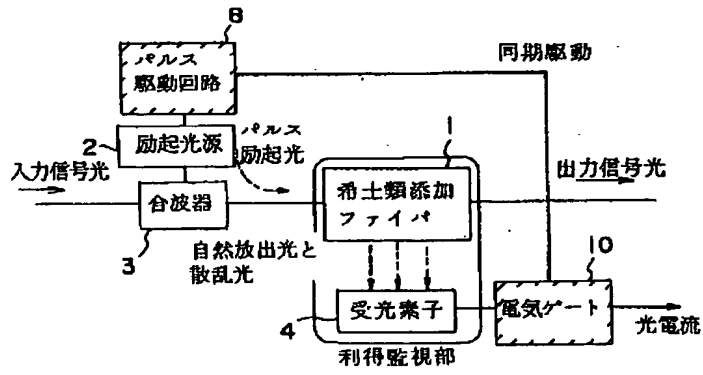 8
パルス
駆動回路
同期駆動
2
励起光源
パルス
励起光
1
入力信号光
合波器
希土類添加
ファイバ
出力信号光
3
自然放出光と
散乱光
10
4
受光素子
電気ゲート
光電流
利得監視部